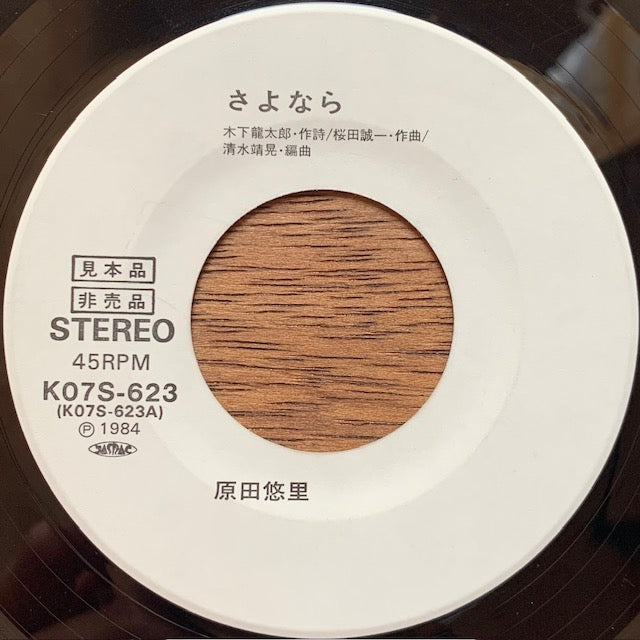 さよなら
木下龍太郎・作詩/桜田誠一・作曲/
清水靖晃・編曲
見本品
非売品
STEREO
45RPM
K07S-623
(K07S-623A)
Ⓟ 1984
JASRAC
原田悠里